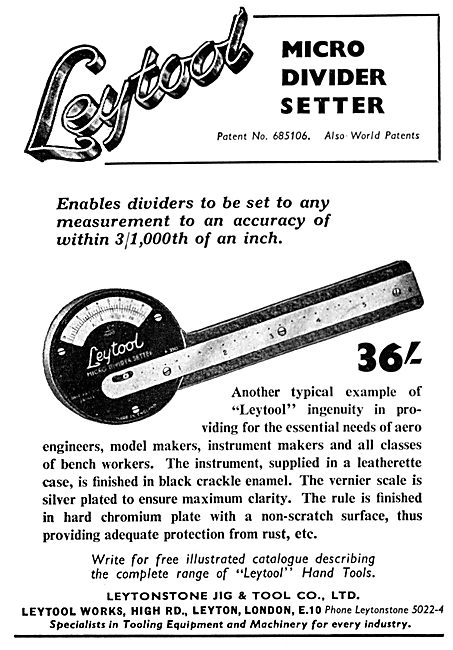 Leytool
MICRO
DIVIDER
SETTER
Patent No. 685106. Also World Patents
Enables dividers to be set to any
measurement to an accuracy of
within 3/1,000th of an inch.
Leytool
MICRO DIVIDER SETTER
1 2 3 4 5 6
36/-
Another typical example of
“Leytool” ingenuity in pro-
viding for the essential needs of aero
engineers, model makers, instrument makers and all classes
of bench workers. The instrument, supplied in a leatherette
case, is finished in black crackle enamel. The vernier scale is
silver plated to ensure maximum clarity. The rule is finished
in hard chromium plate with a non-scratch surface, thus
providing adequate protection from rust, etc.
Write for free illustrated catalogue describing
the complete range of “Leytool” Hand Tools.
LEYTONSTONE JIG & TOOL CO., LTD.
LEYTOOL WORKS, HIGH RD., LEYTON, LONDON, E.10 Phone Leytonstone 5022-4
Specialists in Tooling Equipment and Machinery for every industry.